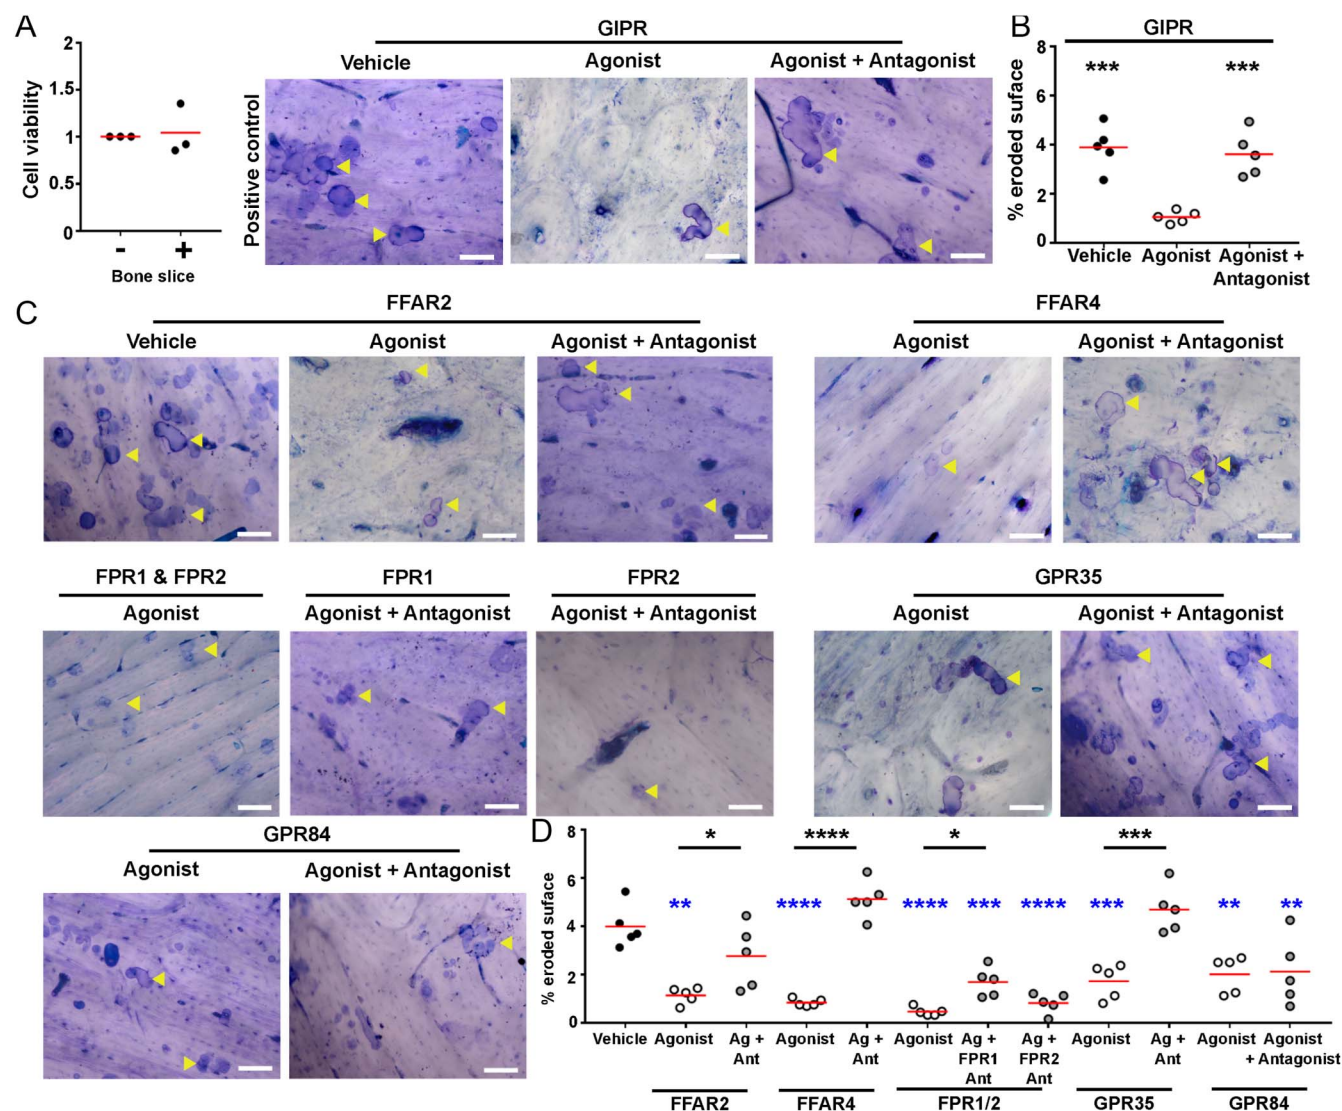 A
2
1.5
1
0.5
0
Cell viability
-
+
Bone slice
GIPR
Vehicle
Agonist
Agonist + Antagonist
Positive control
B
GIPR
8
6
4
2
0
% eroded suface
***
***
Vehicle
Agonist
Agonist +
Antagonist
C
FFAR2
Vehicle
Agonist
Agonist + Antagonist
FFAR4
Agonist
Agonist + Antagonist
FPR1 & FPR2
Agonist
FPR1
Agonist + Antagonist
FPR2
Agonist + Antagonist
GPR35
Agonist
Agonist + Antagonist
GPR84
Agonist
Agonist + Antagonist
D
8
6
4
2
0
% eroded suface
*
****
*
***
**
****
****
***
****
***
**
**
Vehicle
Agonist
Ag +
Ant
Agonist
Ag +
Ant
Agonist
Ag +
FPR1
Ant
Ag +
FPR2
Ant
Agonist
Ag +
Ant
Agonist
Agonist
+ Antagonist
FFAR2
FFAR4
FPR1/2
GPR35
GPR84